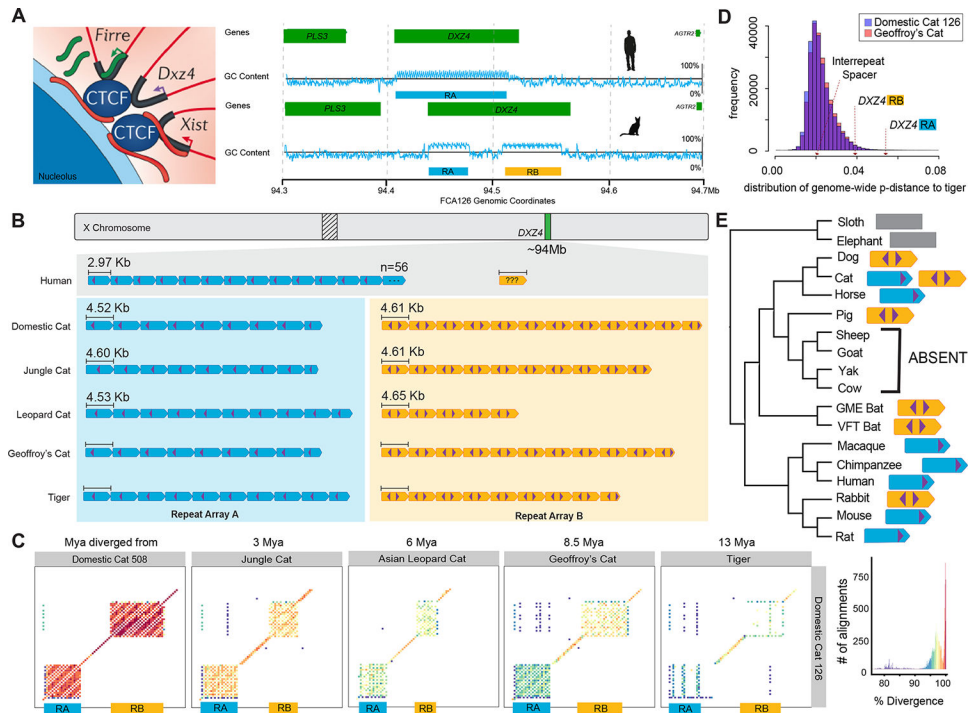 A
Firre
Dxz4
CTCF
CTCF
Xist
Nucleolus
Genes
PLS3
DXZ4
AGTR2
GC Content
100%
RA
0%
Genes
PLS3
DXZ4
AGTR2
GC Content
100%
0%
RA
RB
94.3
94.4
94.5
94.6
94.7Mb
FCA126 Genomic Coordinates
D
Domestic Cat 126
Geoffroy's Cat
Interrepeat
Spacer
DXZ4 RB
DXZ4 RA
frequency
0
20000
40000
0.00
0.02
0.04
0.06
0.08
distribution of genome-wide p-distance to tiger
B
X Chromosome
DXZ4
~94Mb
2.97 Kb
n=56
Human
???
4.52 Kb
4.61 Kb
Domestic Cat
4.60 Kb
4.61 Kb
Jungle Cat
4.53 Kb
4.65 Kb
Leopard Cat
Geoffroy's Cat
Tiger
Repeat Array A
Repeat Array B
E
Sloth
Elephant
Dog
Cat
Horse
Pig
Sheep
Goat
Yak
Cow
ABSENT
GME Bat
VFT Bat
Macaque
Chimpanzee
Human
Rabbit
Mouse
Rat
C
Mya diverged from
3 Mya
6 Mya
8.5 Mya
13 Mya
Domestic Cat 508
Jungle Cat
Asian Leopard Cat
Geoffroy's Cat
Tiger
Domestic Cat 126
RA
RB
RA
RB
RA
RB
RA
RB
RA
RB
# of alignments
750
500
250
0
80
90
100
% Divergence